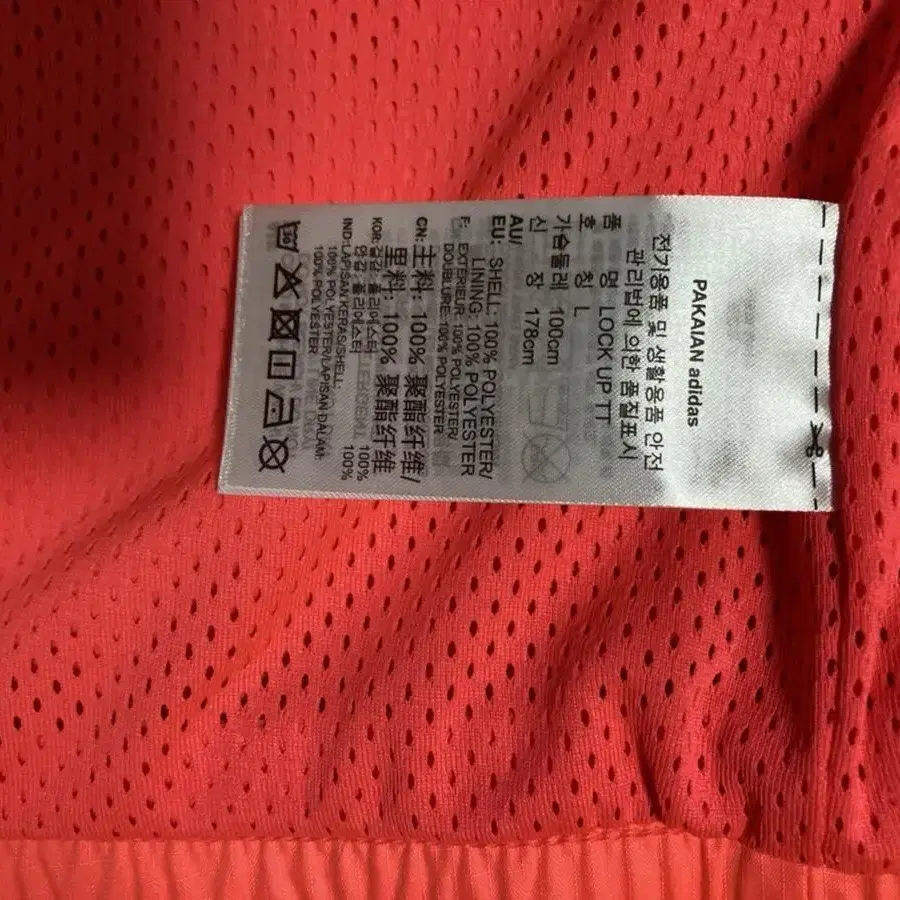 PAKAIAN adidas
전기용품 및 생활용품 안전
관리법에 의한 품질표시
품 명 LOCK UP TT
호 칭 L
가슴둘레 100cm
신 장 178cm
AU/
EU: SHELL: 100% POLYESTER/
LINING: 100% POLYESTER
F: EXTÉRIEUR: 100% POLYESTER/
DOUBLURE: 100% POLYESTER
CN: 主料: 100% 聚酯纤维/
里料: 100% 聚酯纤维
KOR: 겉감: 폴리에스터 100%
안감: 폴리에스터 100%
IND:LAPISAN KERAS/SHELL:
100% POLYESTER/LAPISAN DALAM:
100% POLYESTER
30